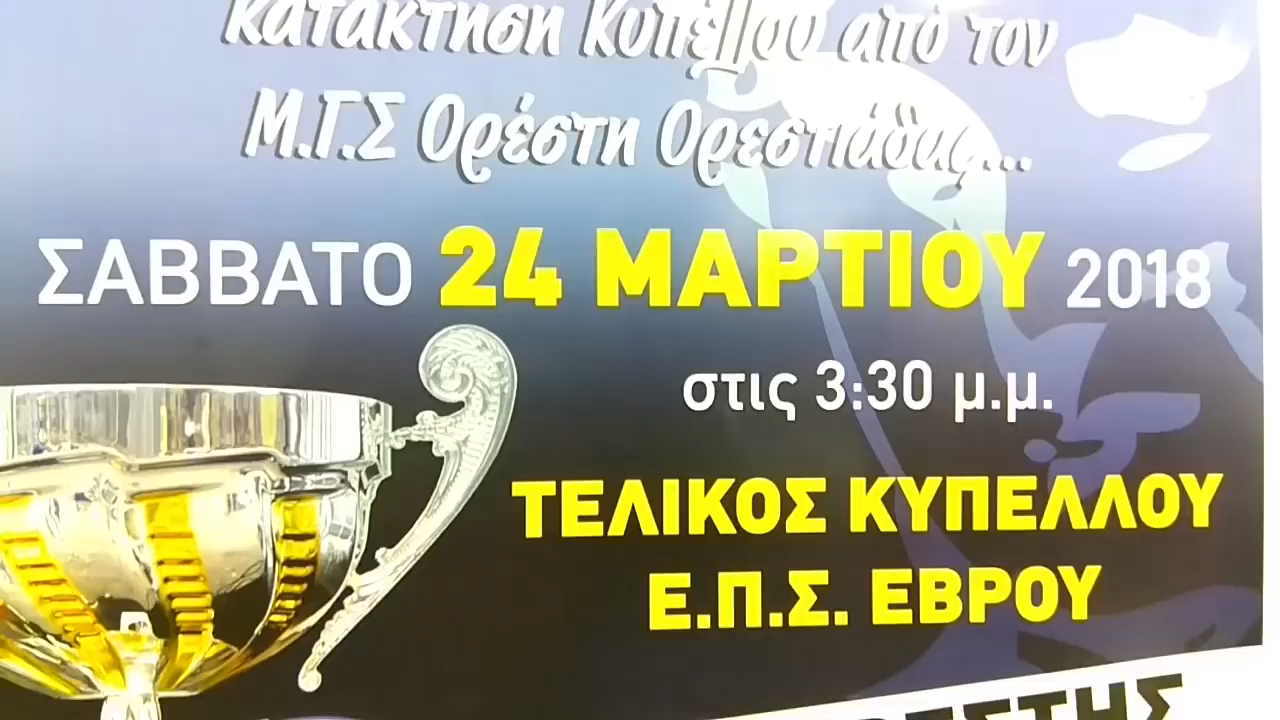 κατάκτηση Κυπέλλου από τον
Μ.Γ.Σ Ορέστη Ορεστιάδας...
ΣΑΒΒΑΤΟ 24 ΜΑΡΤΙΟΥ 2018
στις 3:30 μ.μ.
ΤΕΛΙΚΟΣ ΚΥΠΕΛΛΟΥ
Ε.Π.Σ. ΕΒΡΟΥ